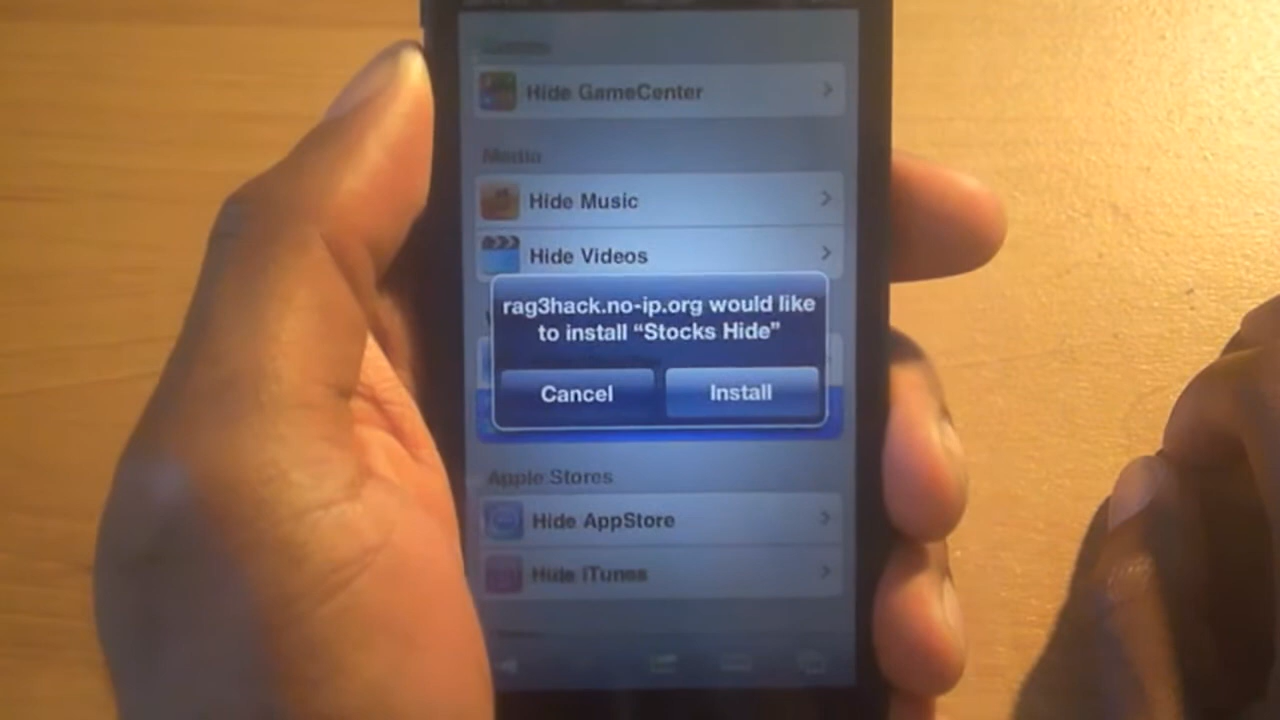 Hide GameCenter
Media
Hide Music
Hide Videos
rag3hack.no-ip.org would like
to install “Stocks Hide”
Cancel
Install
Apple Stores
Hide AppStore
Hide iTunes